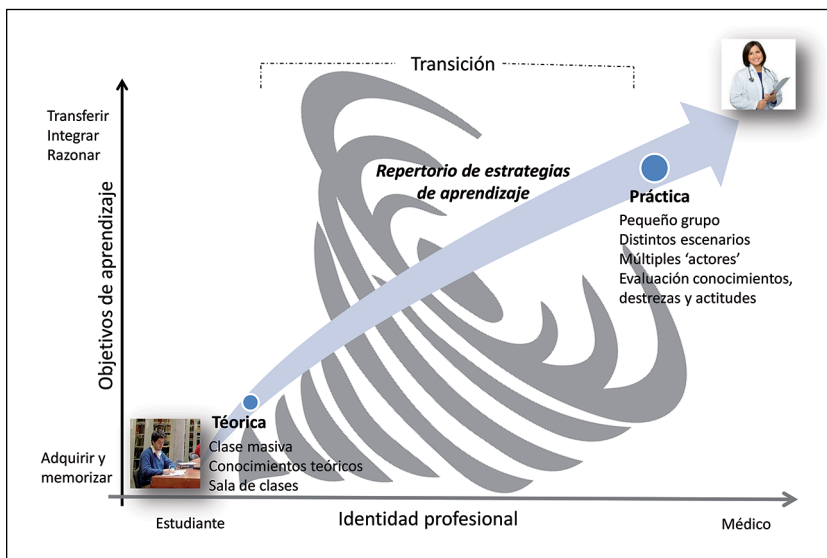 Transición
Transferir
Integrar
Razonar
Repertorio de estrategias
de aprendizaje
Práctica
Pequeño grupo
Distintos escenarios
Múltiples ‘actores’
Evaluación conocimientos,
destrezas y actitudes
Objetivos de aprendizaje
Téorica
Clase masiva
Conocimientos teóricos
Sala de clases
Adquirir y
memorizar
Estudiante
Identidad profesional
Médico